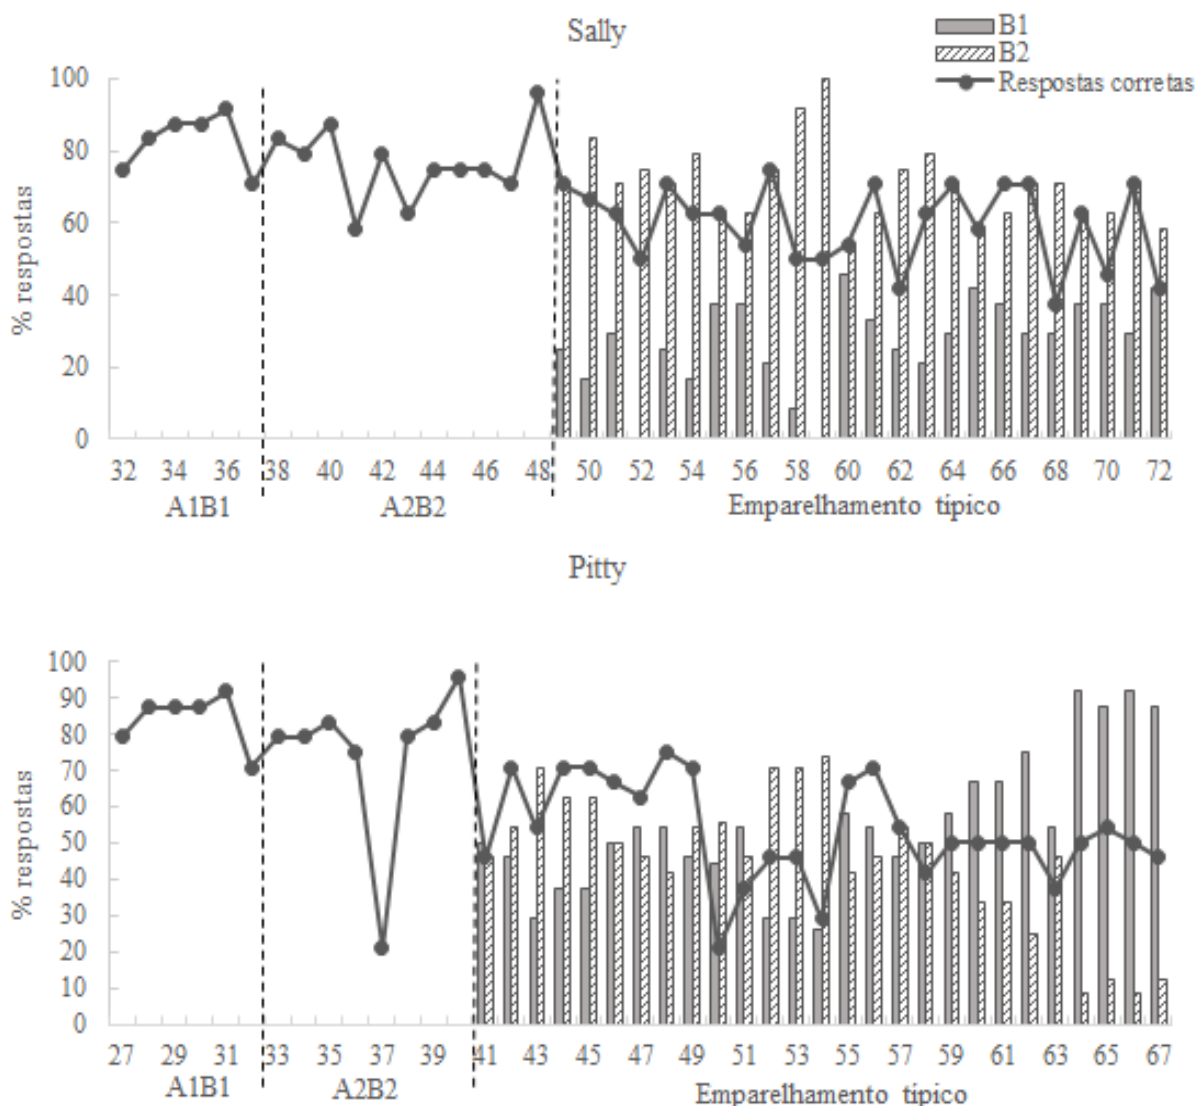 Sally
B1
B2
Respostas corretas
% respostas
100
80
60
40
20
0
32 34 36 38 40 42 44 46 48 50 52 54 56 58 60 62 64 66 68 70 72
A1B1 A2B2 Emparelhamento típico
Pitty
% respostas
100
90
80
70
60
50
40
30
20
10
0
27 29 31 33 35 37 39 41 43 45 47 49 51 53 55 57 59 61 63 65 67
A1B1 A2B2 Emparelhamento típico